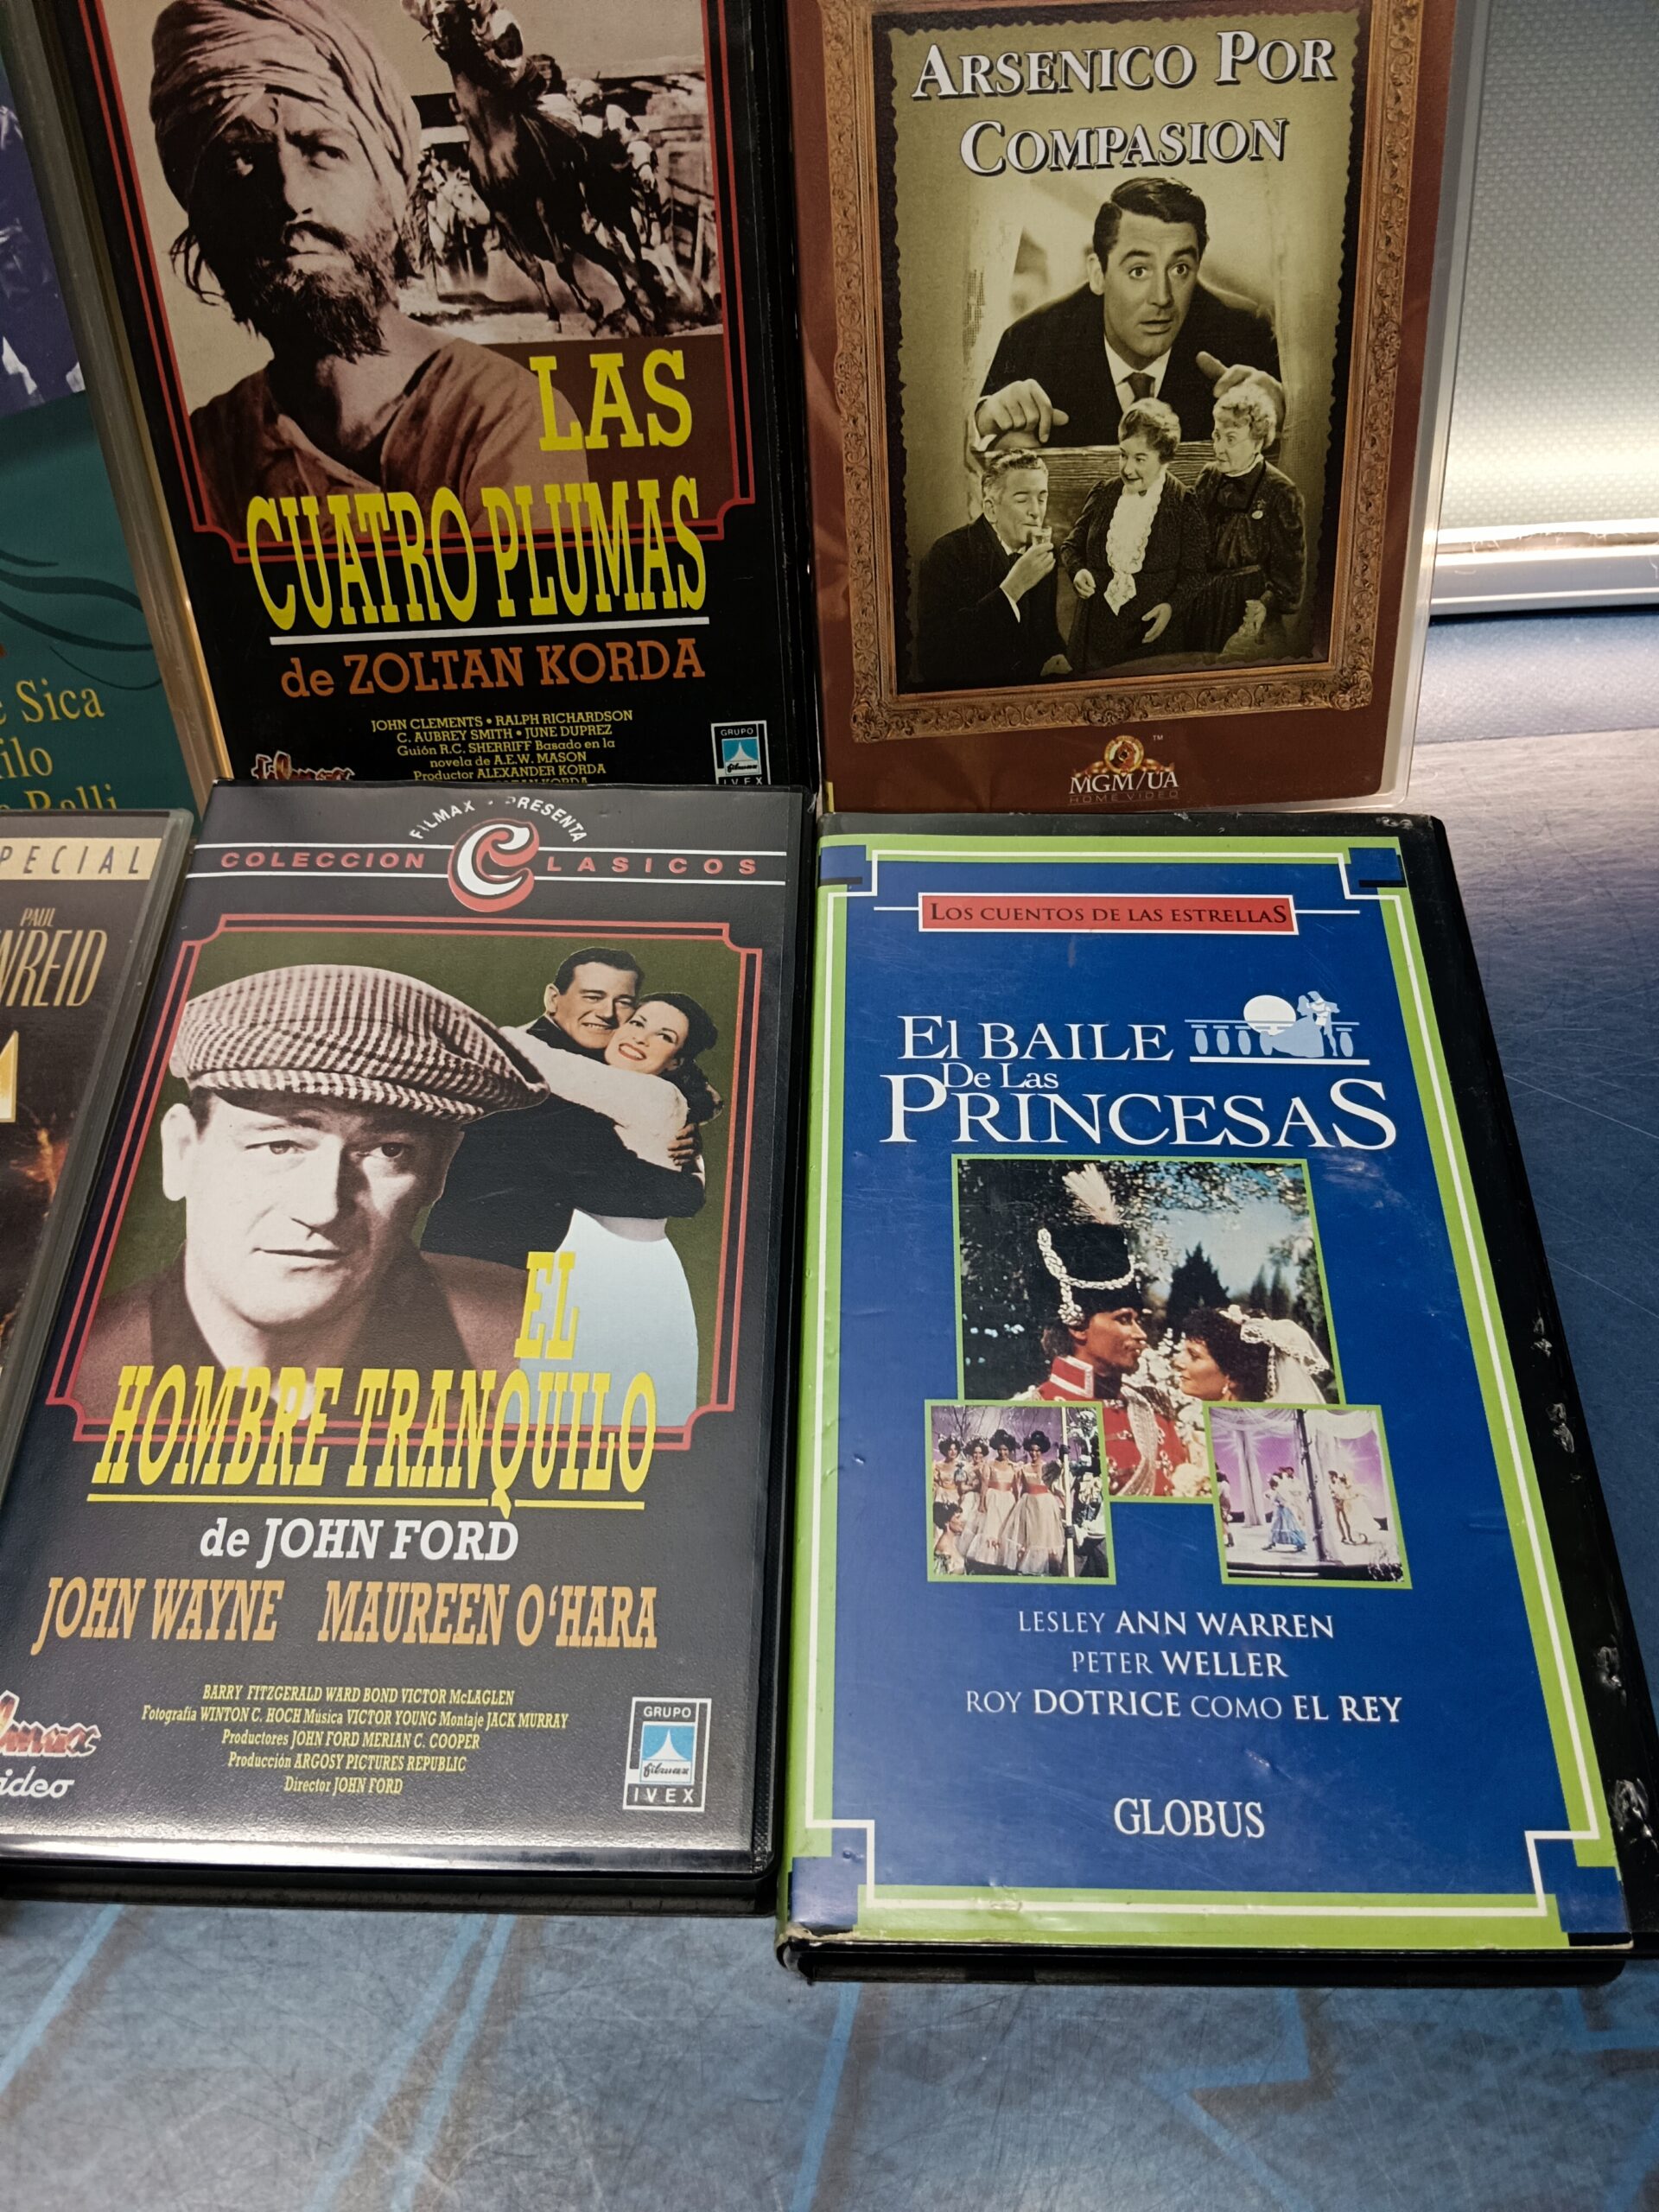 LAS
CUATRO PLUMAS
de ZOLTAN KORDA
JOHN CLEMENTS • RALPH RICHARDSON
C. AUBREY SMITH • JUNE DUPREZ
Guión R.C. SHERRIFF Basado en la
novela de A.E.W. MASON
Productor ALEXANDER KORDA
GRUPO
filmax
IVEX
ARSENICO POR
COMPASION
TM
MGM/UA
HOME VIDEO
Sica
PECIAL
PAUL
NREID
FILMAX PRESENTA
COLECCION CLASICOS
EL
HOMBRE TRANQUILO
de JOHN FORD
JOHN WAYNE MAUREEN O'HARA
BARRY FITZGERALD WARD BOND VICTOR McLAGLEN
Fotografía WINTON C. HOCH Música VICTOR YOUNG Montaje JACK MURRAY
Productores JOHN FORD MERIAN C. COOPER
Producción ARGOSY PICTURES REPUBLIC
Director JOHN FORD
GRUPO
filmax
IVEX
video
LOS CUENTOS DE LAS ESTRELLAS
El BAILE
De Las
PRINCESAS
LESLEY ANN WARREN
PETER WELLER
ROY DOTRICE COMO EL REY
GLOBUS